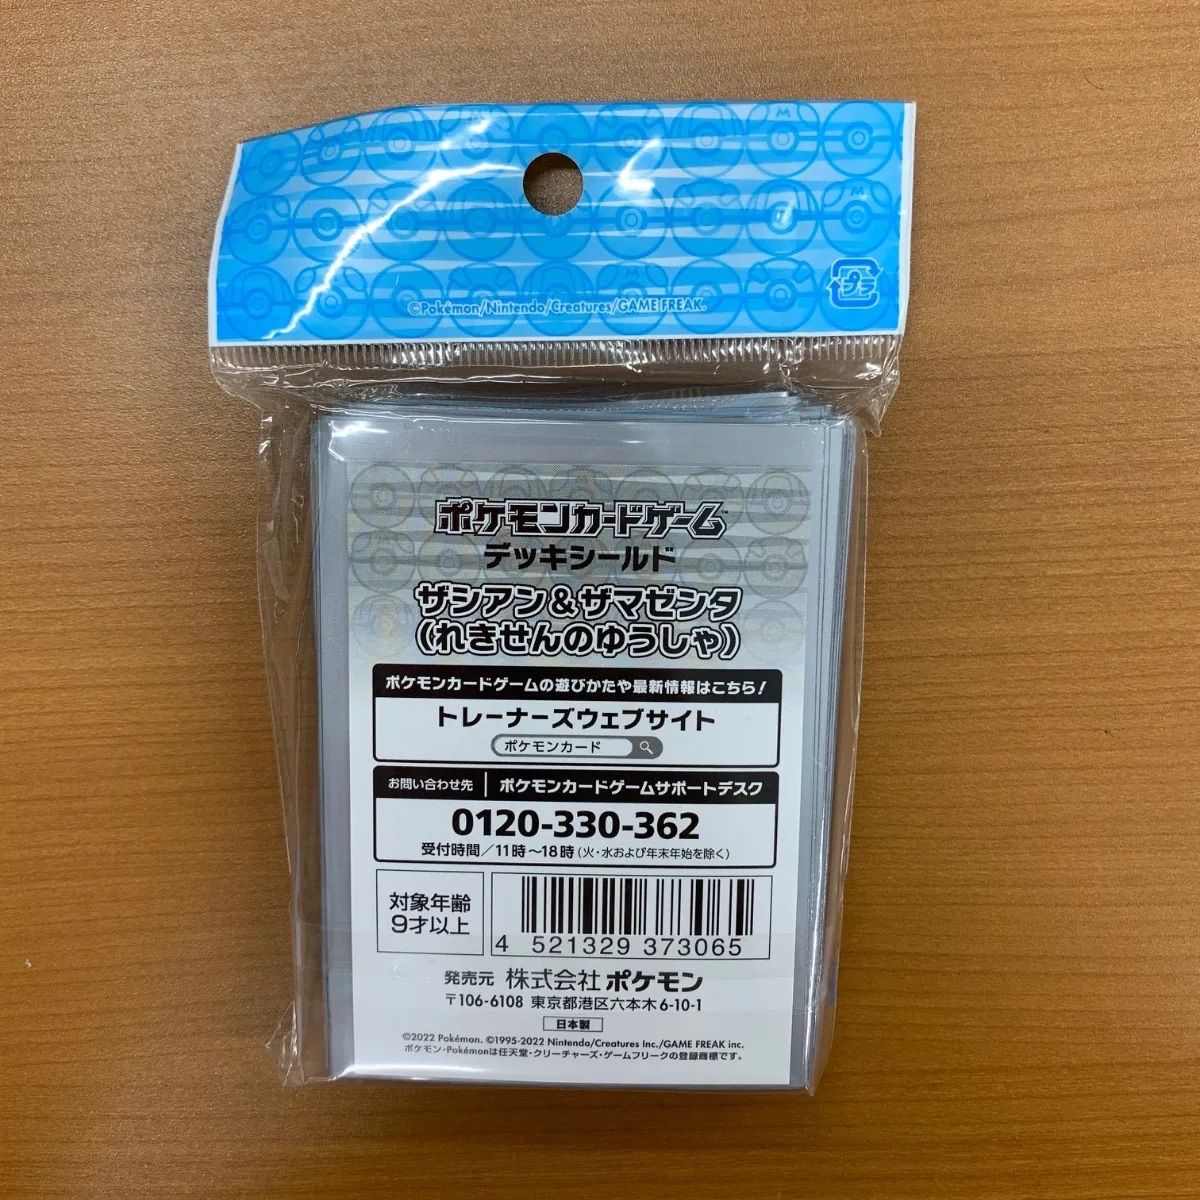 ©Pokémon/Nintendo/Creatures/GAME FREAK.
プラ
ポケモンカードゲーム
デッキシールド
ザシアン&ザマゼンタ
(れきせんのゆうしゃ)
ポケモンカードゲームの遊びかたや最新情報はこちら!
トレーナーズウェブサイト
ポケモンカード
お問い合わせ先 ポケモンカードゲームサポートデスク
0120-330-362
受付時間/11時~18時(火・水および年末年始を除く)
対象年齢
9才以上
4 521329 373065
発売元 株式会社ポケモン
〒106-6108 東京都港区六本木6-10-1
日本製
©2022 Pokémon. ©1995-2022 Nintendo/Creatures Inc./GAME FREAK inc.
ポケモン・Pokémonは任天堂・クリーチャーズ・ゲームフリークの登録商標です。